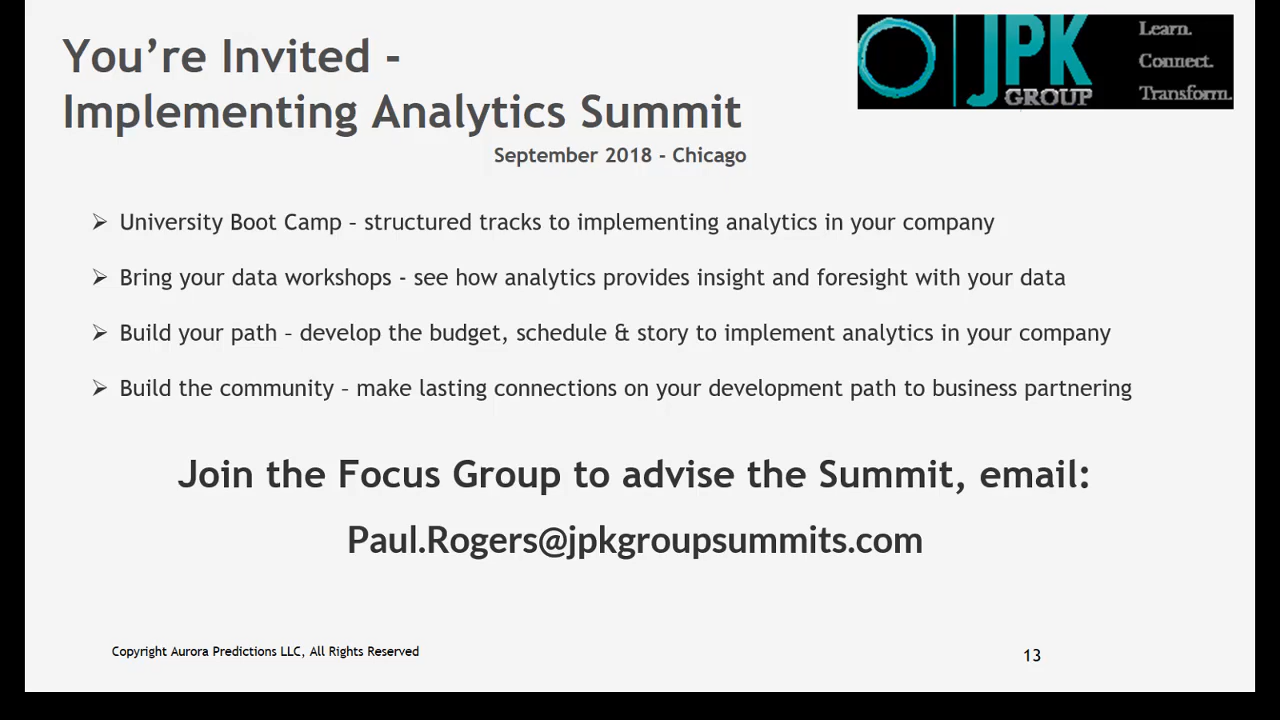 You’re Invited -
Implementing Analytics Summit
September 2018 - Chicago
JPK
GROUP
Learn.
Connect.
Transform.
➢ University Boot Camp – structured tracks to implementing analytics in your company
➢ Bring your data workshops - see how analytics provides insight and foresight with your data
➢ Build your path – develop the budget, schedule & story to implement analytics in your company
➢ Build the community – make lasting connections on your development path to business partnering
Join the Focus Group to advise the Summit, email:
Paul.Rogers@jpkgroupsummits.com
Copyright Aurora Predictions LLC, All Rights Reserved
13